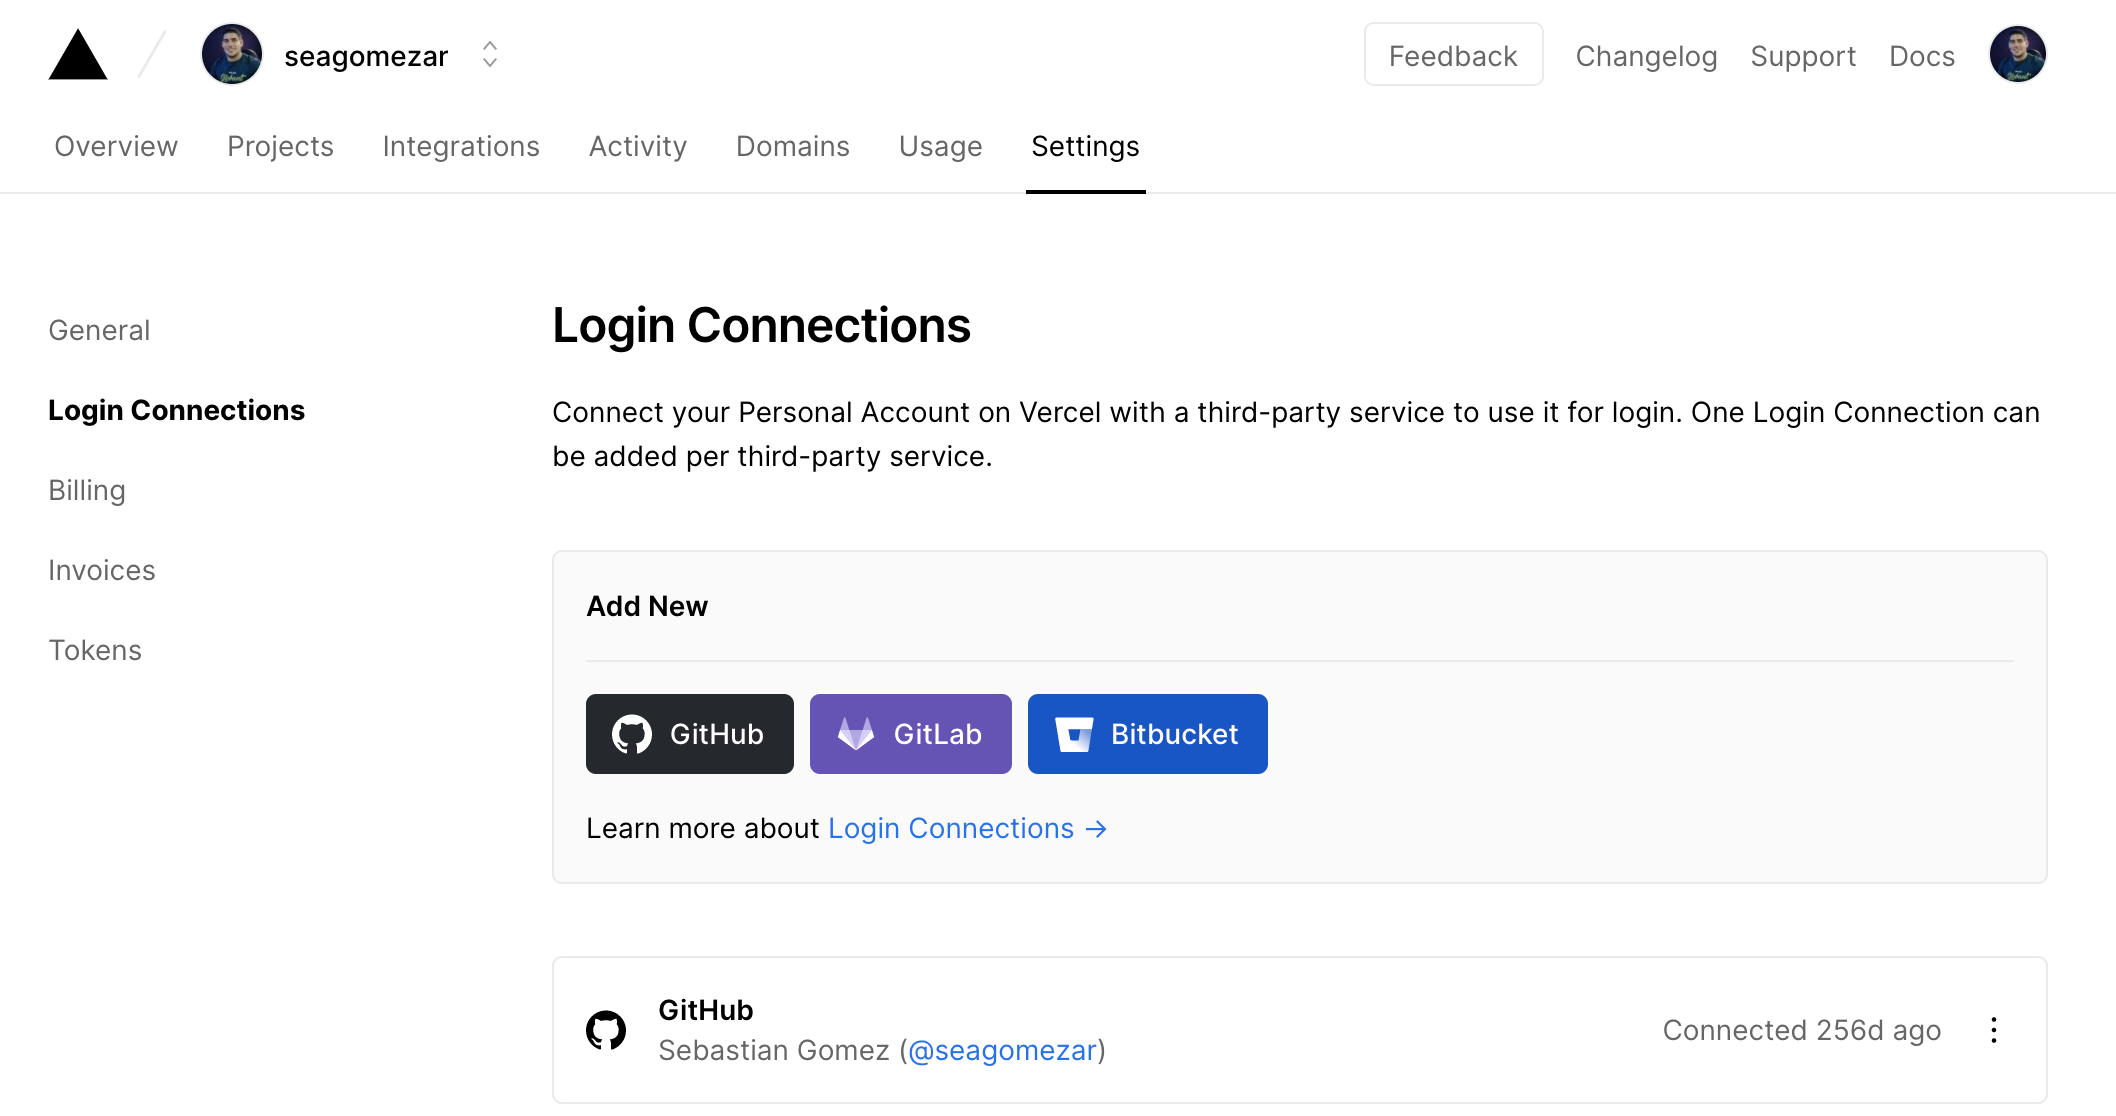 seagomezar
Feedback
Changelog
Support
Docs
Overview
Projects
Integrations
Activity
Domains
Usage
Settings
General
Login Connections
Billing
Invoices
Tokens
Login Connections
Connect your Personal Account on Vercel with a third-party service to use it for login. One Login Connection can
be added per third-party service.
Add New
GitHub
GitLab
Bitbucket
Learn more about Login Connections →
GitHub
Sebastian Gomez (@seagomezar)
Connected 256d ago